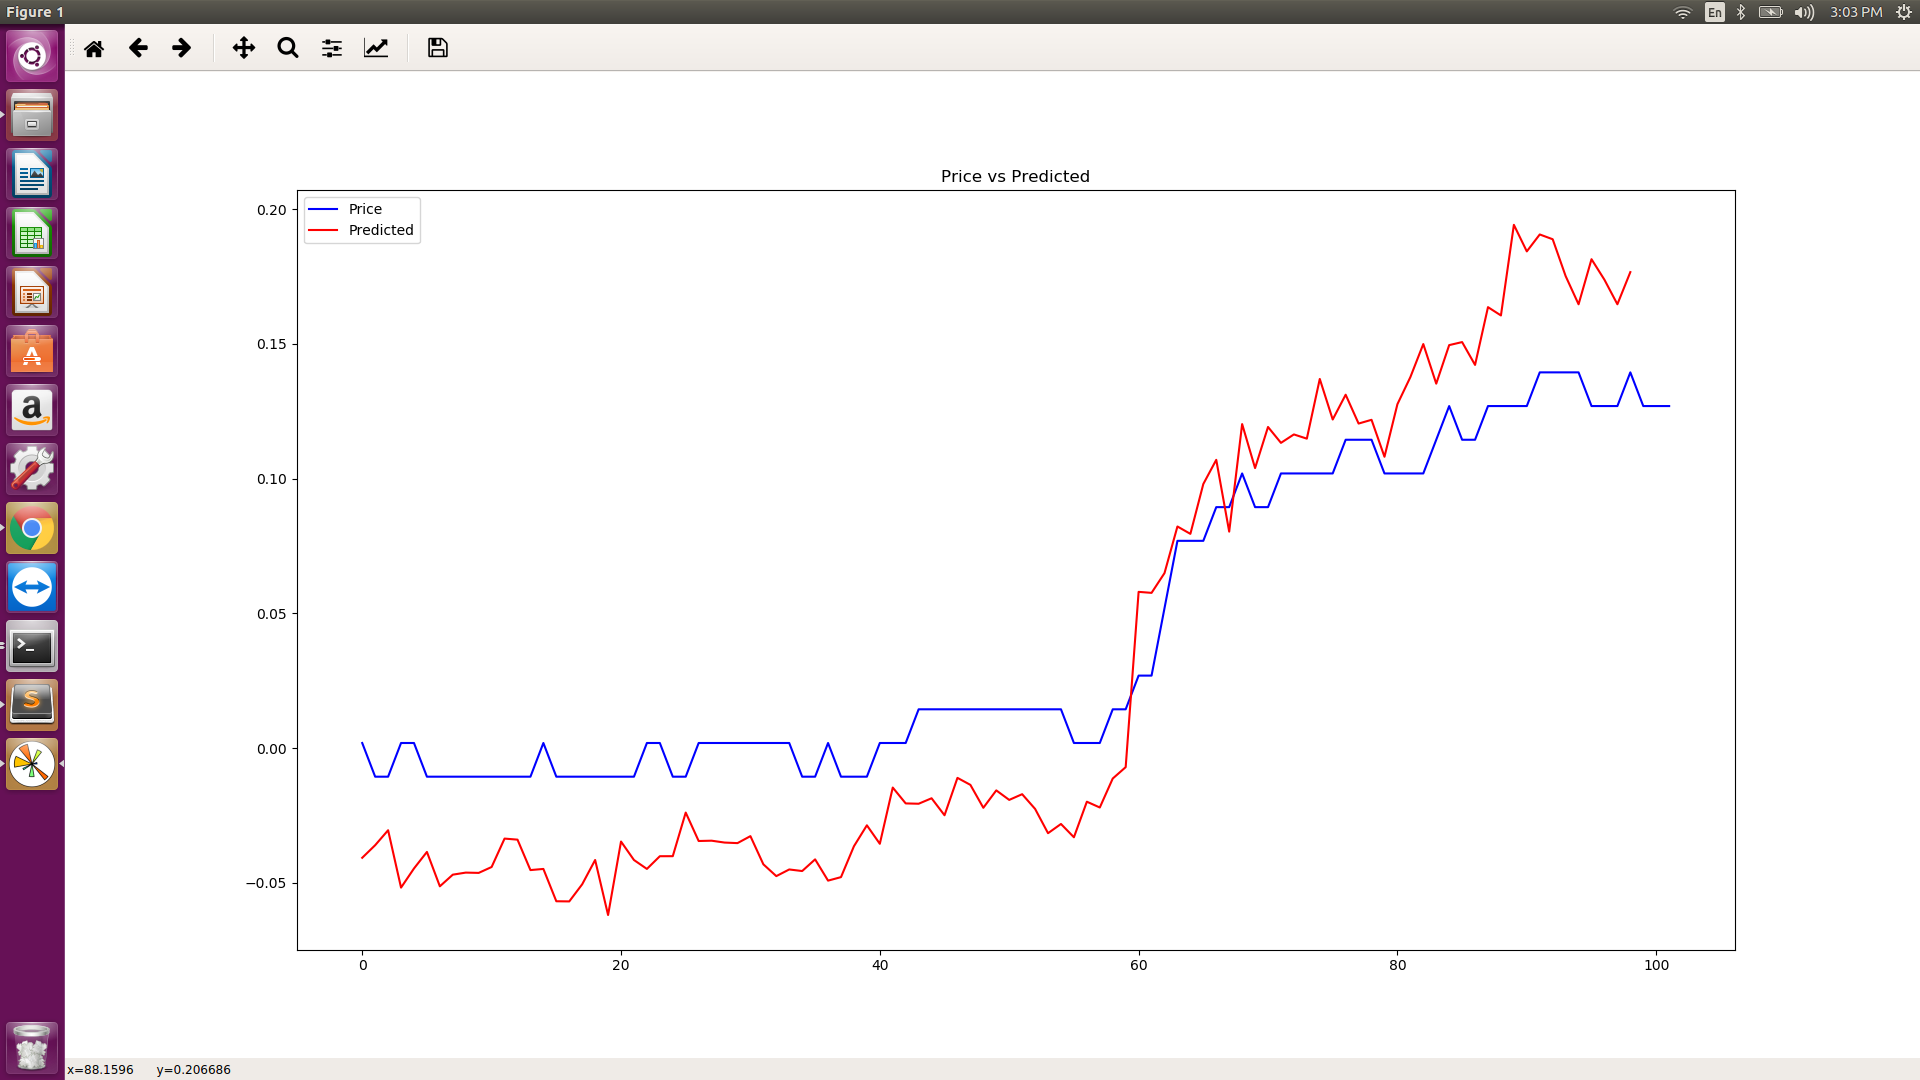 Figure 1
En
3:03 PM
Price vs Predicted
Price
Predicted
0.20
0.15
0.10
0.05
0.00
−0.05
0 20 40 60 80 100
a
>_
S
x=88.1596 y=0.206686